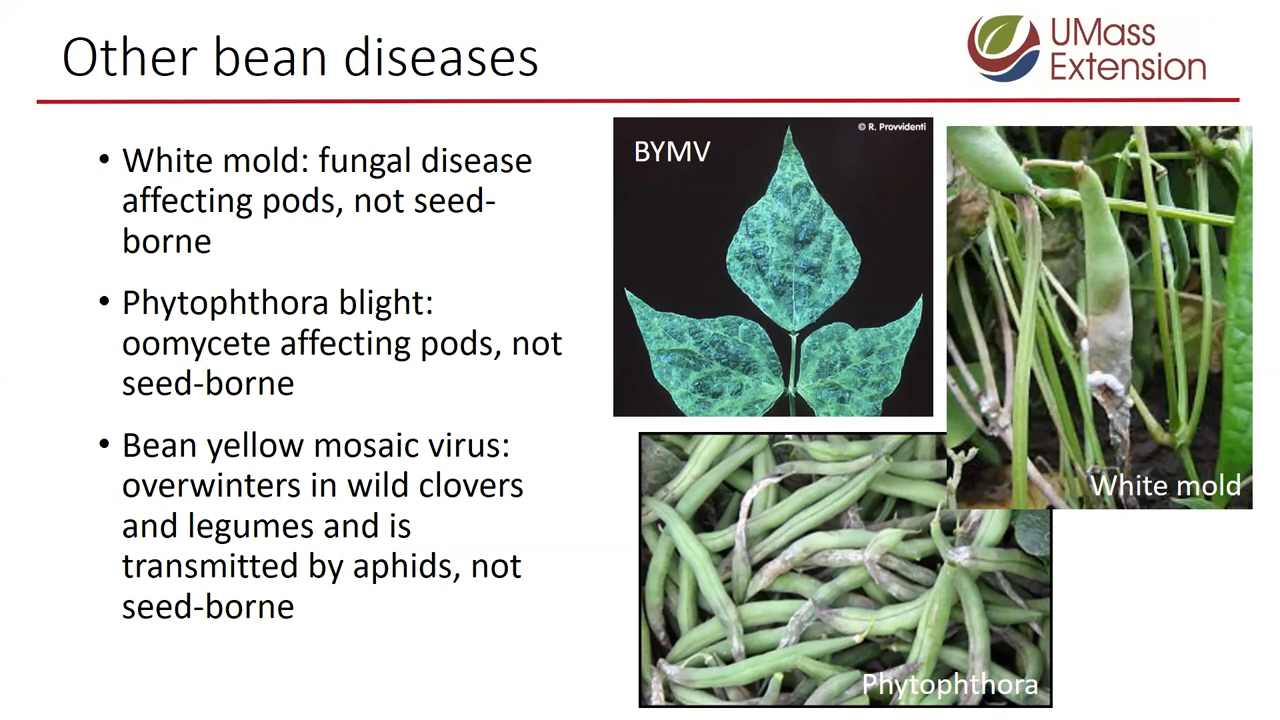 Other bean diseases
UMass
Extension
• White mold: fungal disease
affecting pods, not seed-
borne
• Phytophthora blight:
oomycete affecting pods, not
seed-borne
• Bean yellow mosaic virus:
overwinters in wild clovers
and legumes and is
transmitted by aphids, not
seed-borne
© R. Provvidenti
BYMV
White mold
Phytophthora